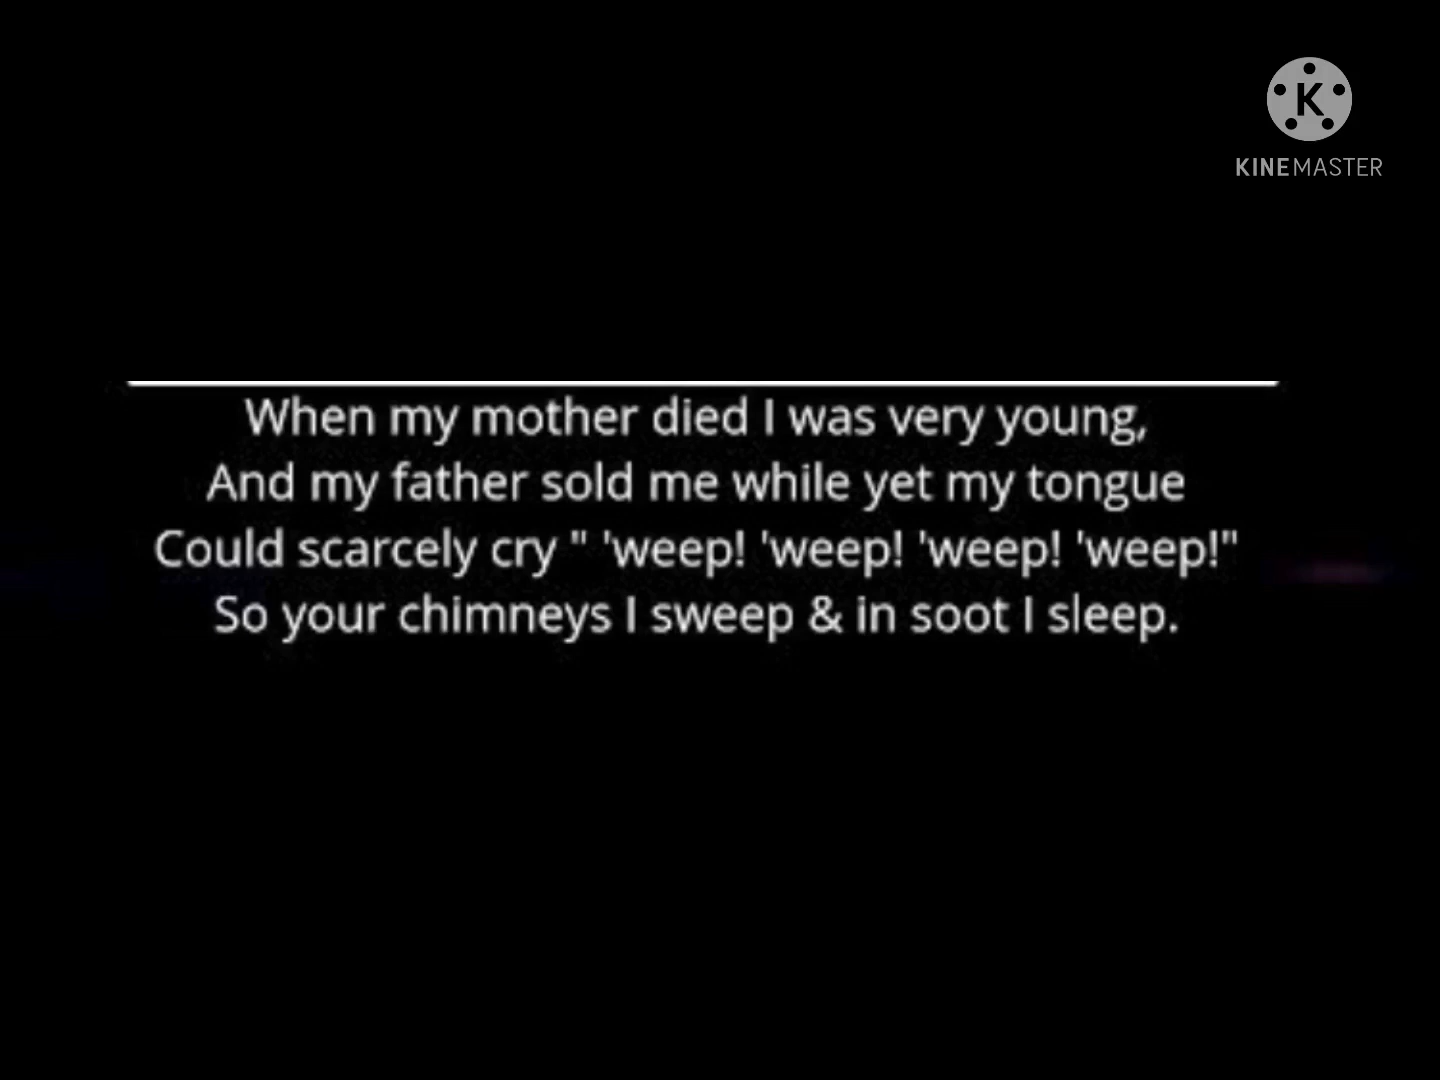 K
KINEMASTER
When my mother died I was very young,
And my father sold me while yet my tongue
Could scarcely cry " 'weep! 'weep! 'weep! 'weep!"
So your chimneys I sweep & in soot I sleep.